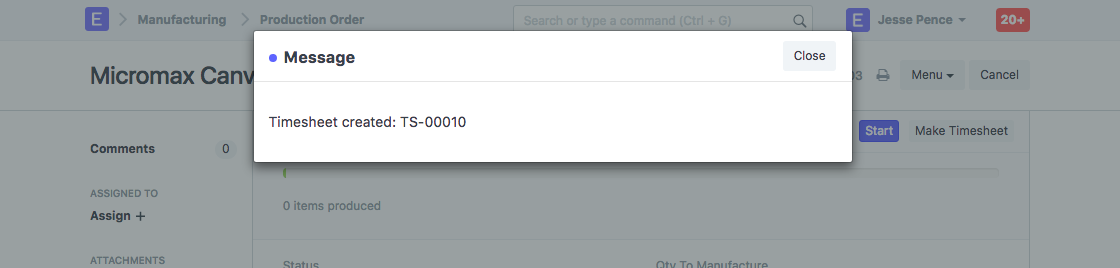 E Manufacturing Production Order Search or type a command (Ctrl + G) E Jesse Pence 20+
Message Close
Micromax Canv 03 Menu Cancel
Timesheet created: TS-00010
Start Make Timesheet
Comments 0
ASSIGNED TO
0 items produced
Assign +
ATTACHMENTS
Status Qty To Manufacture